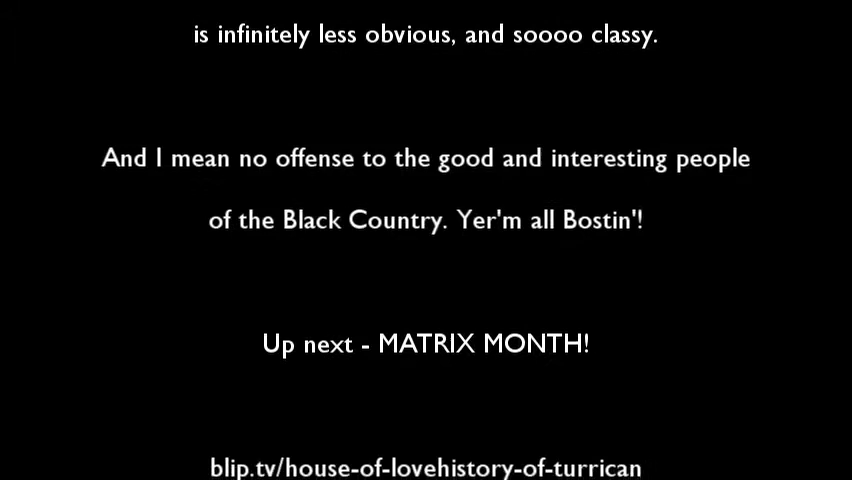 is infinitely less obvious, and soooo classy.
And I mean no offense to the good and interesting people
of the Black Country. Yer'm all Bostin'!
Up next - MATRIX MONTH!
blip.tv/house-of-lovehistory-of-turrican